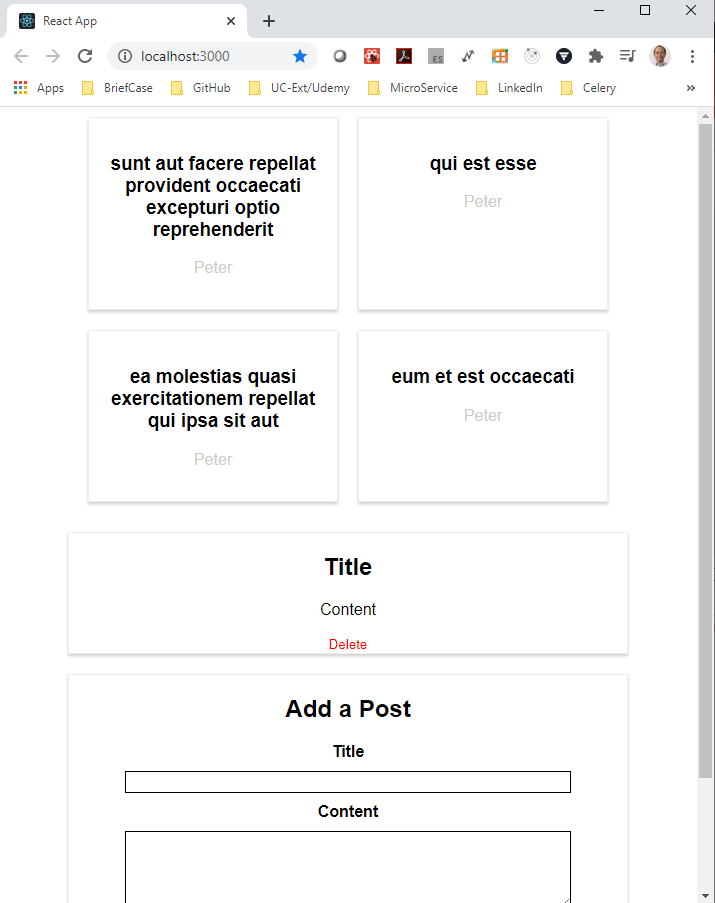 React App
localhost:3000
ES
Apps BriefCase GitHub UC-Ext/Udemy MicroService LinkedIn Celery »
sunt aut facere repellat
provident occaecati
excepturi optio
reprehenderit
Peter
qui est esse
Peter
ea molestias quasi
exercitationem repellat
qui ipsa sit aut
Peter
eum et est occaecati
Peter
Title
Content
Delete
Add a Post
Title
Content